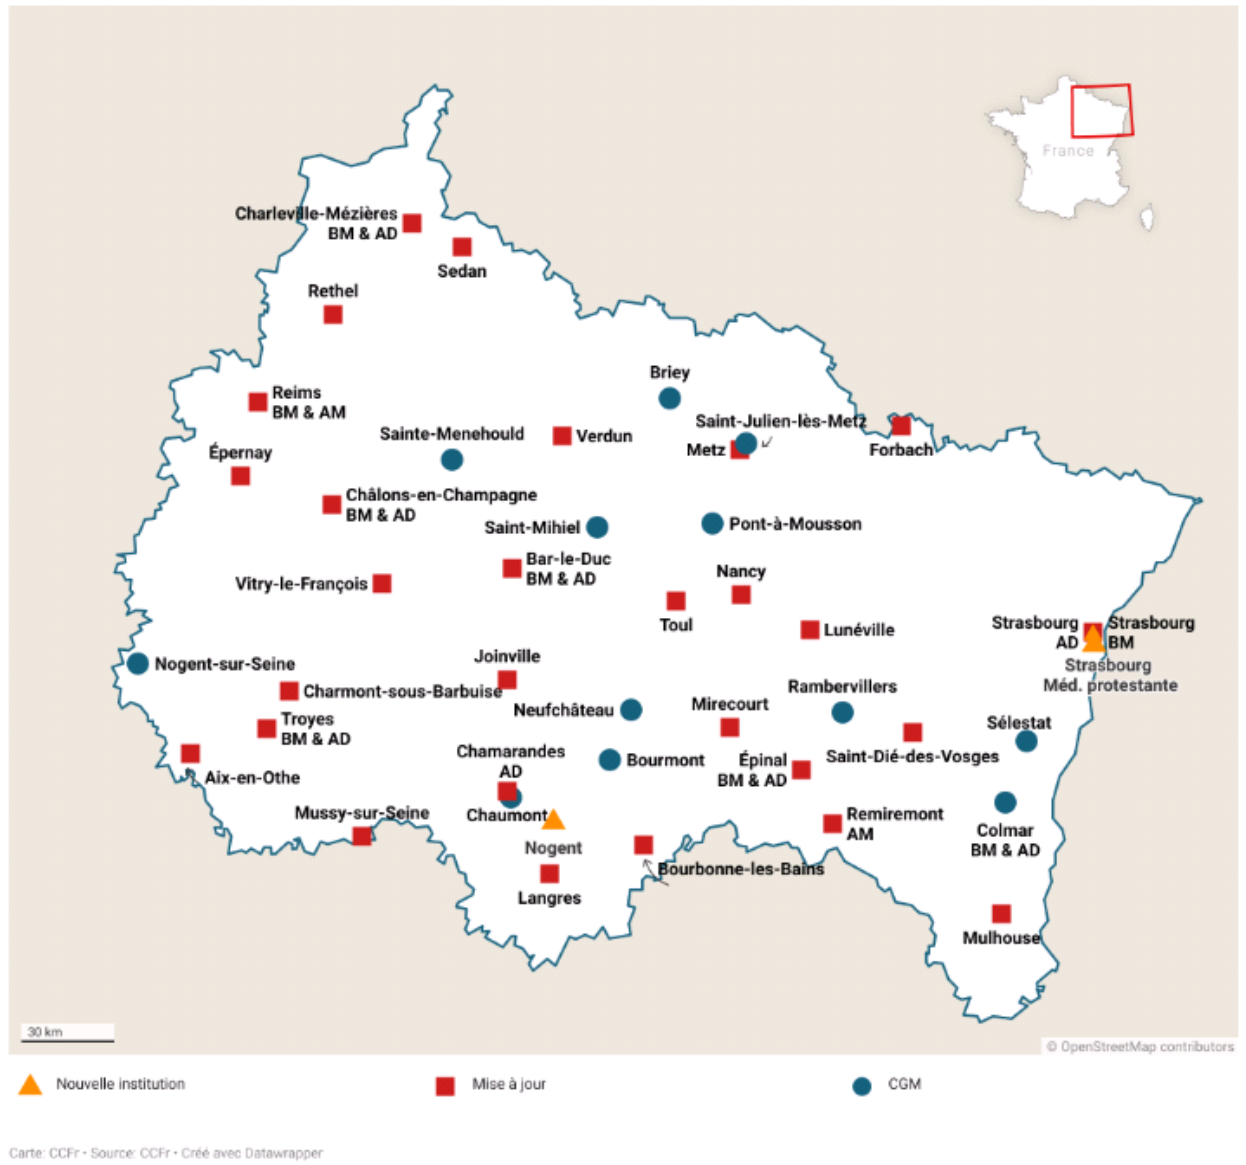 France
Charleville-Mézières
BM & AD
Sedan
Rethel
Briey
Reims
BM & AM
Saint-Julien-lès-Metz
Sainte-Menehould
Verdun
Metz
Forbach
Épernay
Châlons-en-Champagne
BM & AD
Saint-Mihiel
Pont-à-Mousson
Bar-le-Duc
BM & AD
Nancy
Vitry-le-François
Toul
Lunéville
Strasbourg
AD
Strasbourg
BM
Strasbourg
Méd. protestante
Nogent-sur-Seine
Joinville
Charmont-sous-Barbuise
Rambervillers
Neufchâteau
Mirecourt
Troyes
BM & AD
Sélestat
Chamarandes
AD
Bourmont
Épinal
BM & AD
Saint-Dié-des-Vosges
Aix-en-Othe
Mussy-sur-Seine
Chaumont
Remiremont
AM
Colmar
BM & AD
Nogent
Bourbonne-les-Bains
Langres
Mulhouse
30 km
© OpenStreetMap contributors
Nouvelle institution
Mise à jour
CGM
Carte: CCFr • Source: CCFr • Créé avec Datawrapper